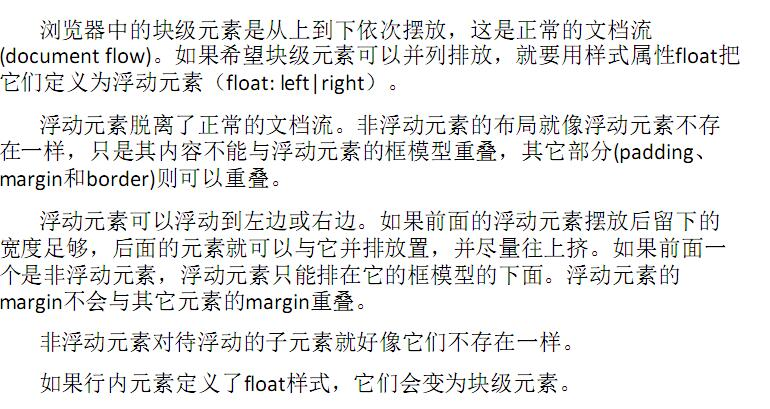 浏览器中的块级元素是从上到下依次摆放，这是正常的文档流
(document flow)。如果希望块级元素可以并列排放，就要用样式属性float把
它们定义为浮动元素（float: left|right）。
浮动元素脱离了正常的文档流。非浮动元素的布局就像浮动元素不存
在一样，只是其内容不能与浮动元素的框模型重叠，其它部分(padding、
margin和border)则可以重叠。
浮动元素可以浮动到左边或右边。如果前面的浮动元素摆放后留下的
宽度足够，后面的元素就可以与它并排放置，并尽量往上挤。如果前面一
个是非浮动元素，浮动元素只能排在它的框模型的下面。浮动元素的
margin不会与其它元素的margin重叠。
非浮动元素对待浮动的子元素就好像它们不存在一样。
如果行内元素定义了float样式，它们会变为块级元素。